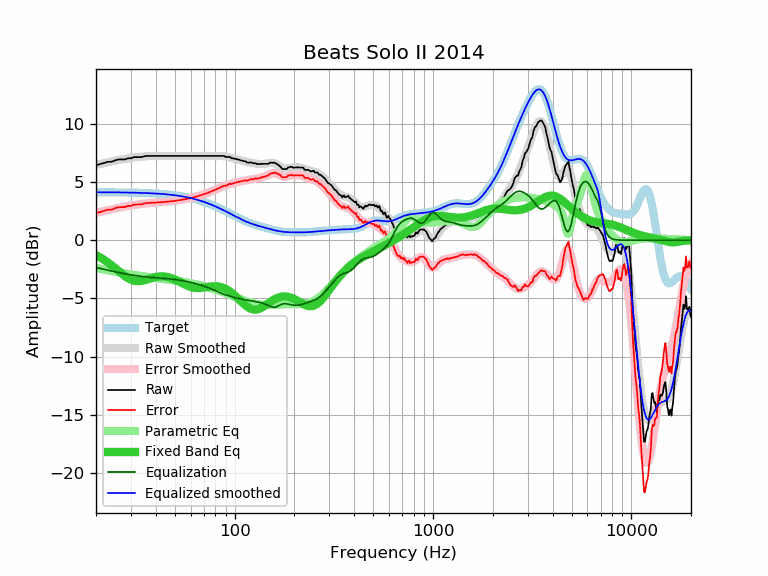 Beats Solo II 2014
Amplitude (dBr)
10
5
0
−5
−10
−15
−20
Target
Raw Smoothed
Error Smoothed
Raw
Error
Parametric Eq
Fixed Band Eq
Equalization
Equalized smoothed
100
1000
10000
Frequency (Hz)